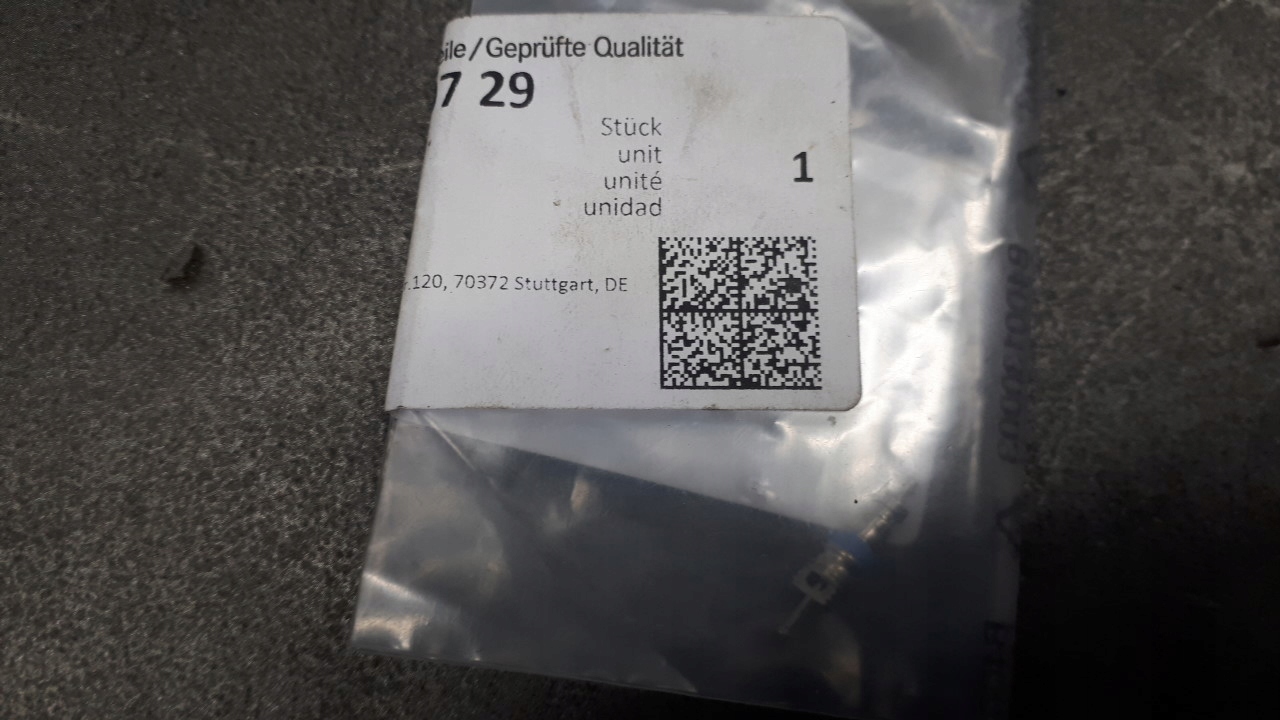 ile/Geprüfte Qualität
7 29
Stück
unit
unité
unidad
1
.120, 70372 Stuttgart, DE